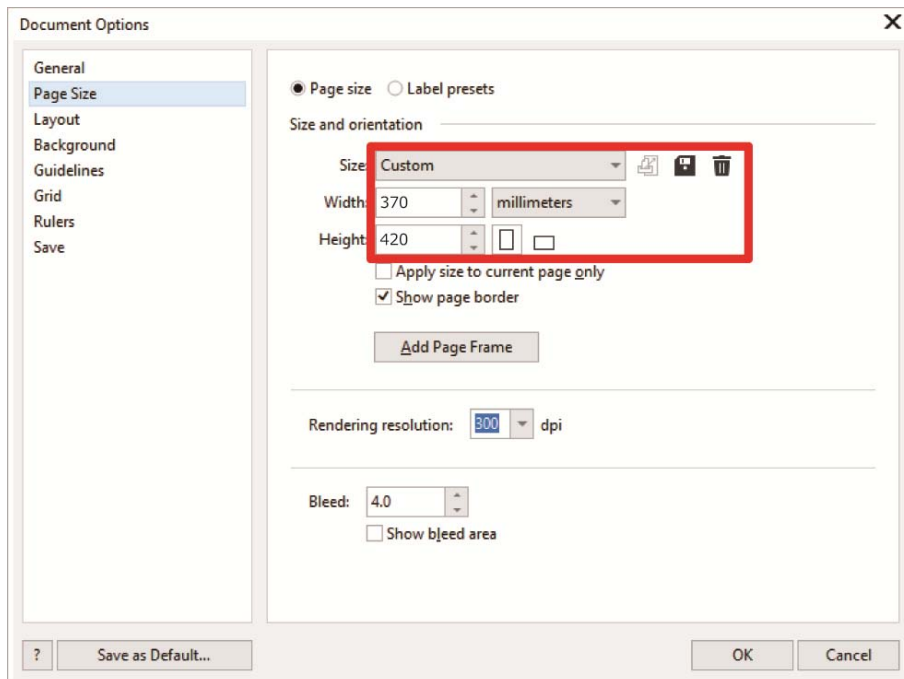 Document Options
General
Page Size
Layout
Background
Guidelines
Grid
Rulers
Save
Page size Label presets
Size and orientation
Size: Custom
Width: 370 millimeters
Height: 420
Apply size to current page only
Show page border
Add Page Frame
Rendering resolution: 300 dpi
Bleed: 4.0
Show bleed area
? Save as Default... OK Cancel